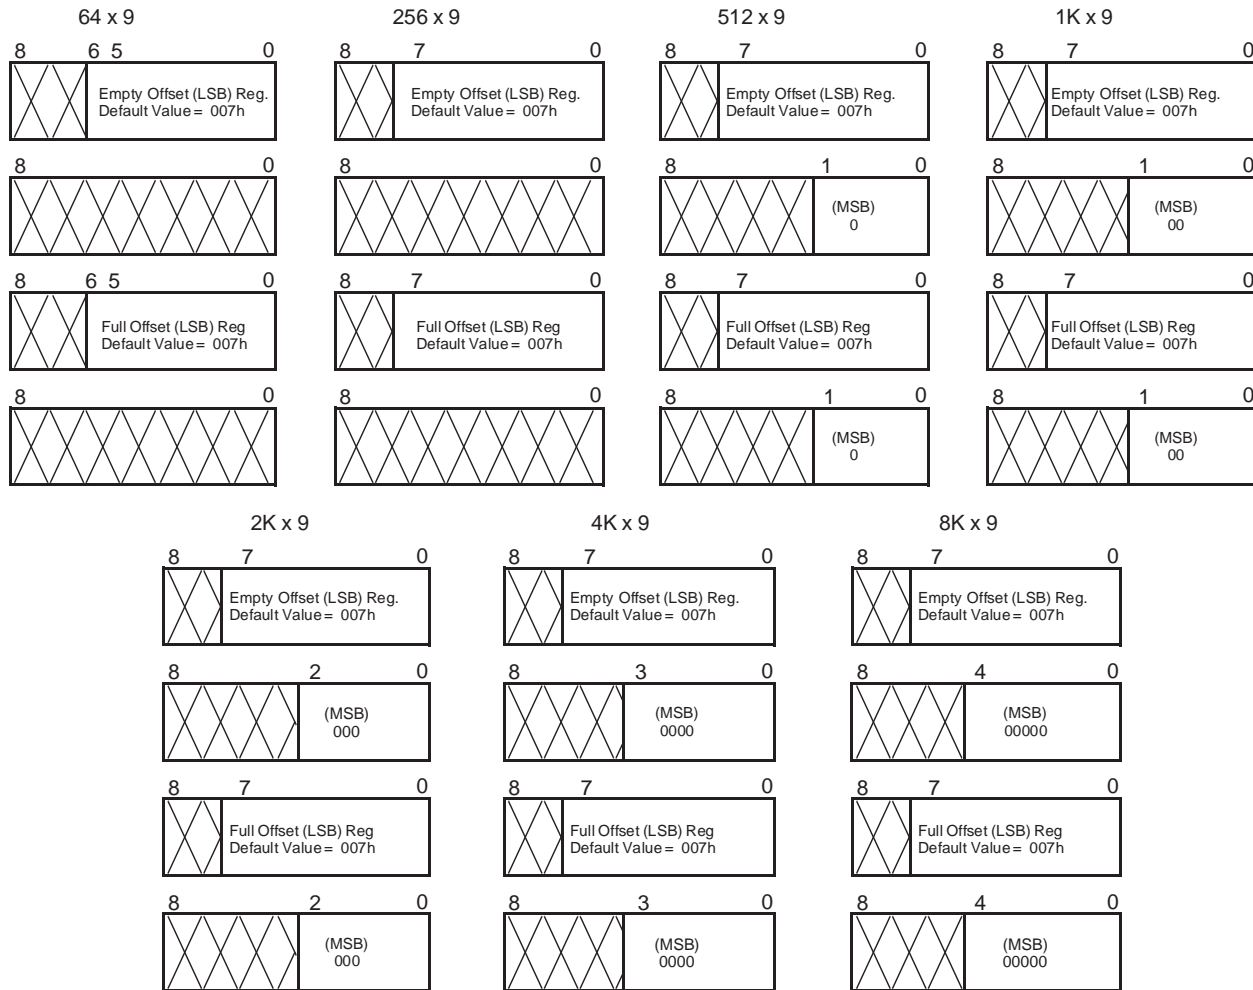 64 x 9 256 x 9 512 x 9 1K x 9
8 6 5 0 8 7 0 8 7 0 8 7 0
Empty Offset (LSB) Reg. Empty Offset (LSB) Reg. Empty Offset (LSB) Reg. Empty Offset (LSB) Reg.
Default Value = 007h Default Value = 007h Default Value = 007h Default Value = 007h
8 0 8 0 8 1 0 8 1 0
(MSB) (MSB)
0 00
8 6 5 0 8 7 0 8 7 0 8 7 0
Full Offset (LSB) Reg Full Offset (LSB) Reg Full Offset (LSB) Reg Full Offset (LSB) Reg
Default Value = 007h Default Value = 007h Default Value = 007h Default Value = 007h
8 0 8 0 8 1 0 8 1 0
(MSB) (MSB)
0 00
2K x 9 4K x 9 8K x 9
8 7 0 8 7 0 8 7 0
Empty Offset (LSB) Reg. Empty Offset (LSB) Reg. Empty Offset (LSB) Reg.
Default Value = 007h Default Value = 007h Default Value = 007h
8 2 0 8 3 0 8 4 0
(MSB) (MSB) (MSB)
000 0000 00000
8 7 0 8 7 0 8 7 0
Full Offset (LSB) Reg Full Offset (LSB) Reg Full Offset (LSB) Reg
Default Value = 007h Default Value = 007h Default Value = 007h
8 2 0 8 3 0 8 4 0
(MSB) (MSB) (MSB)
000 0000 00000